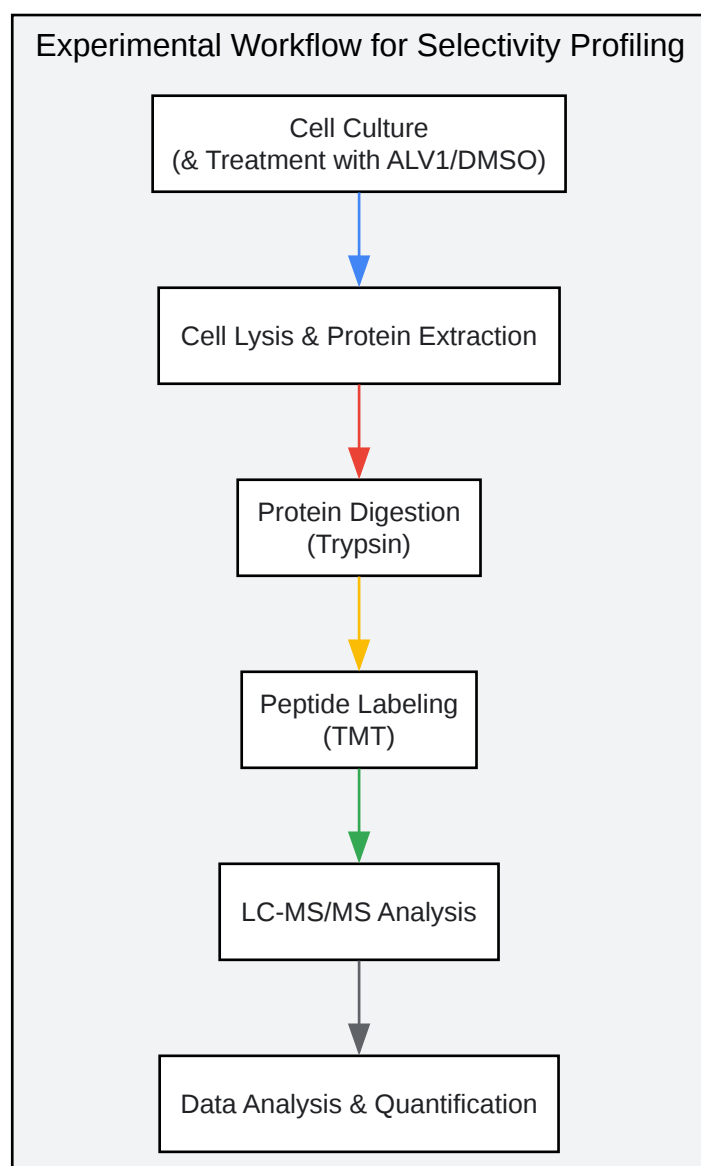 Experimental Workflow for Selectivity Profiling
Cell Culture
(& Treatment with ALV1/DMSO)
Cell Lysis & Protein Extraction
Protein Digestion
(Trypsin)
Peptide Labeling
(TMT)
LC-MS/MS Analysis
Data Analysis & Quantification